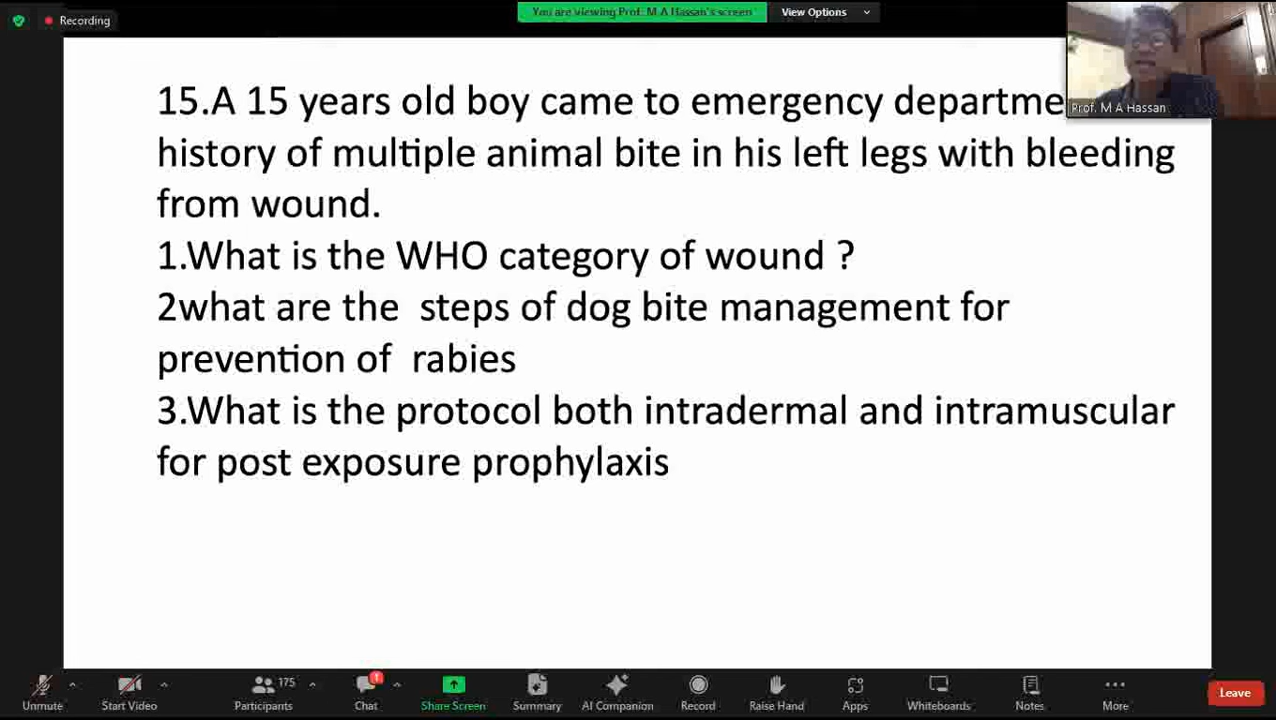 You are viewing Prof. M A Hassan's screen
View Options
Recording
Prof. M A Hassan
15.A 15 years old boy came to emergency
history of multiple animal bite in his left legs with bleeding
from wound.
1.What is the WHO category of wound ?
2what are the steps of dog bite management for
prevention of rabies
3.What is the protocol both intradermal and intramuscular
for post exposure prophylaxis
175
1
Unmute
Start Video
Participants
Chat
Share Screen
Summary
AI Companion
Record
Raise Hand
Apps
Whiteboards
Notes
More
Leave